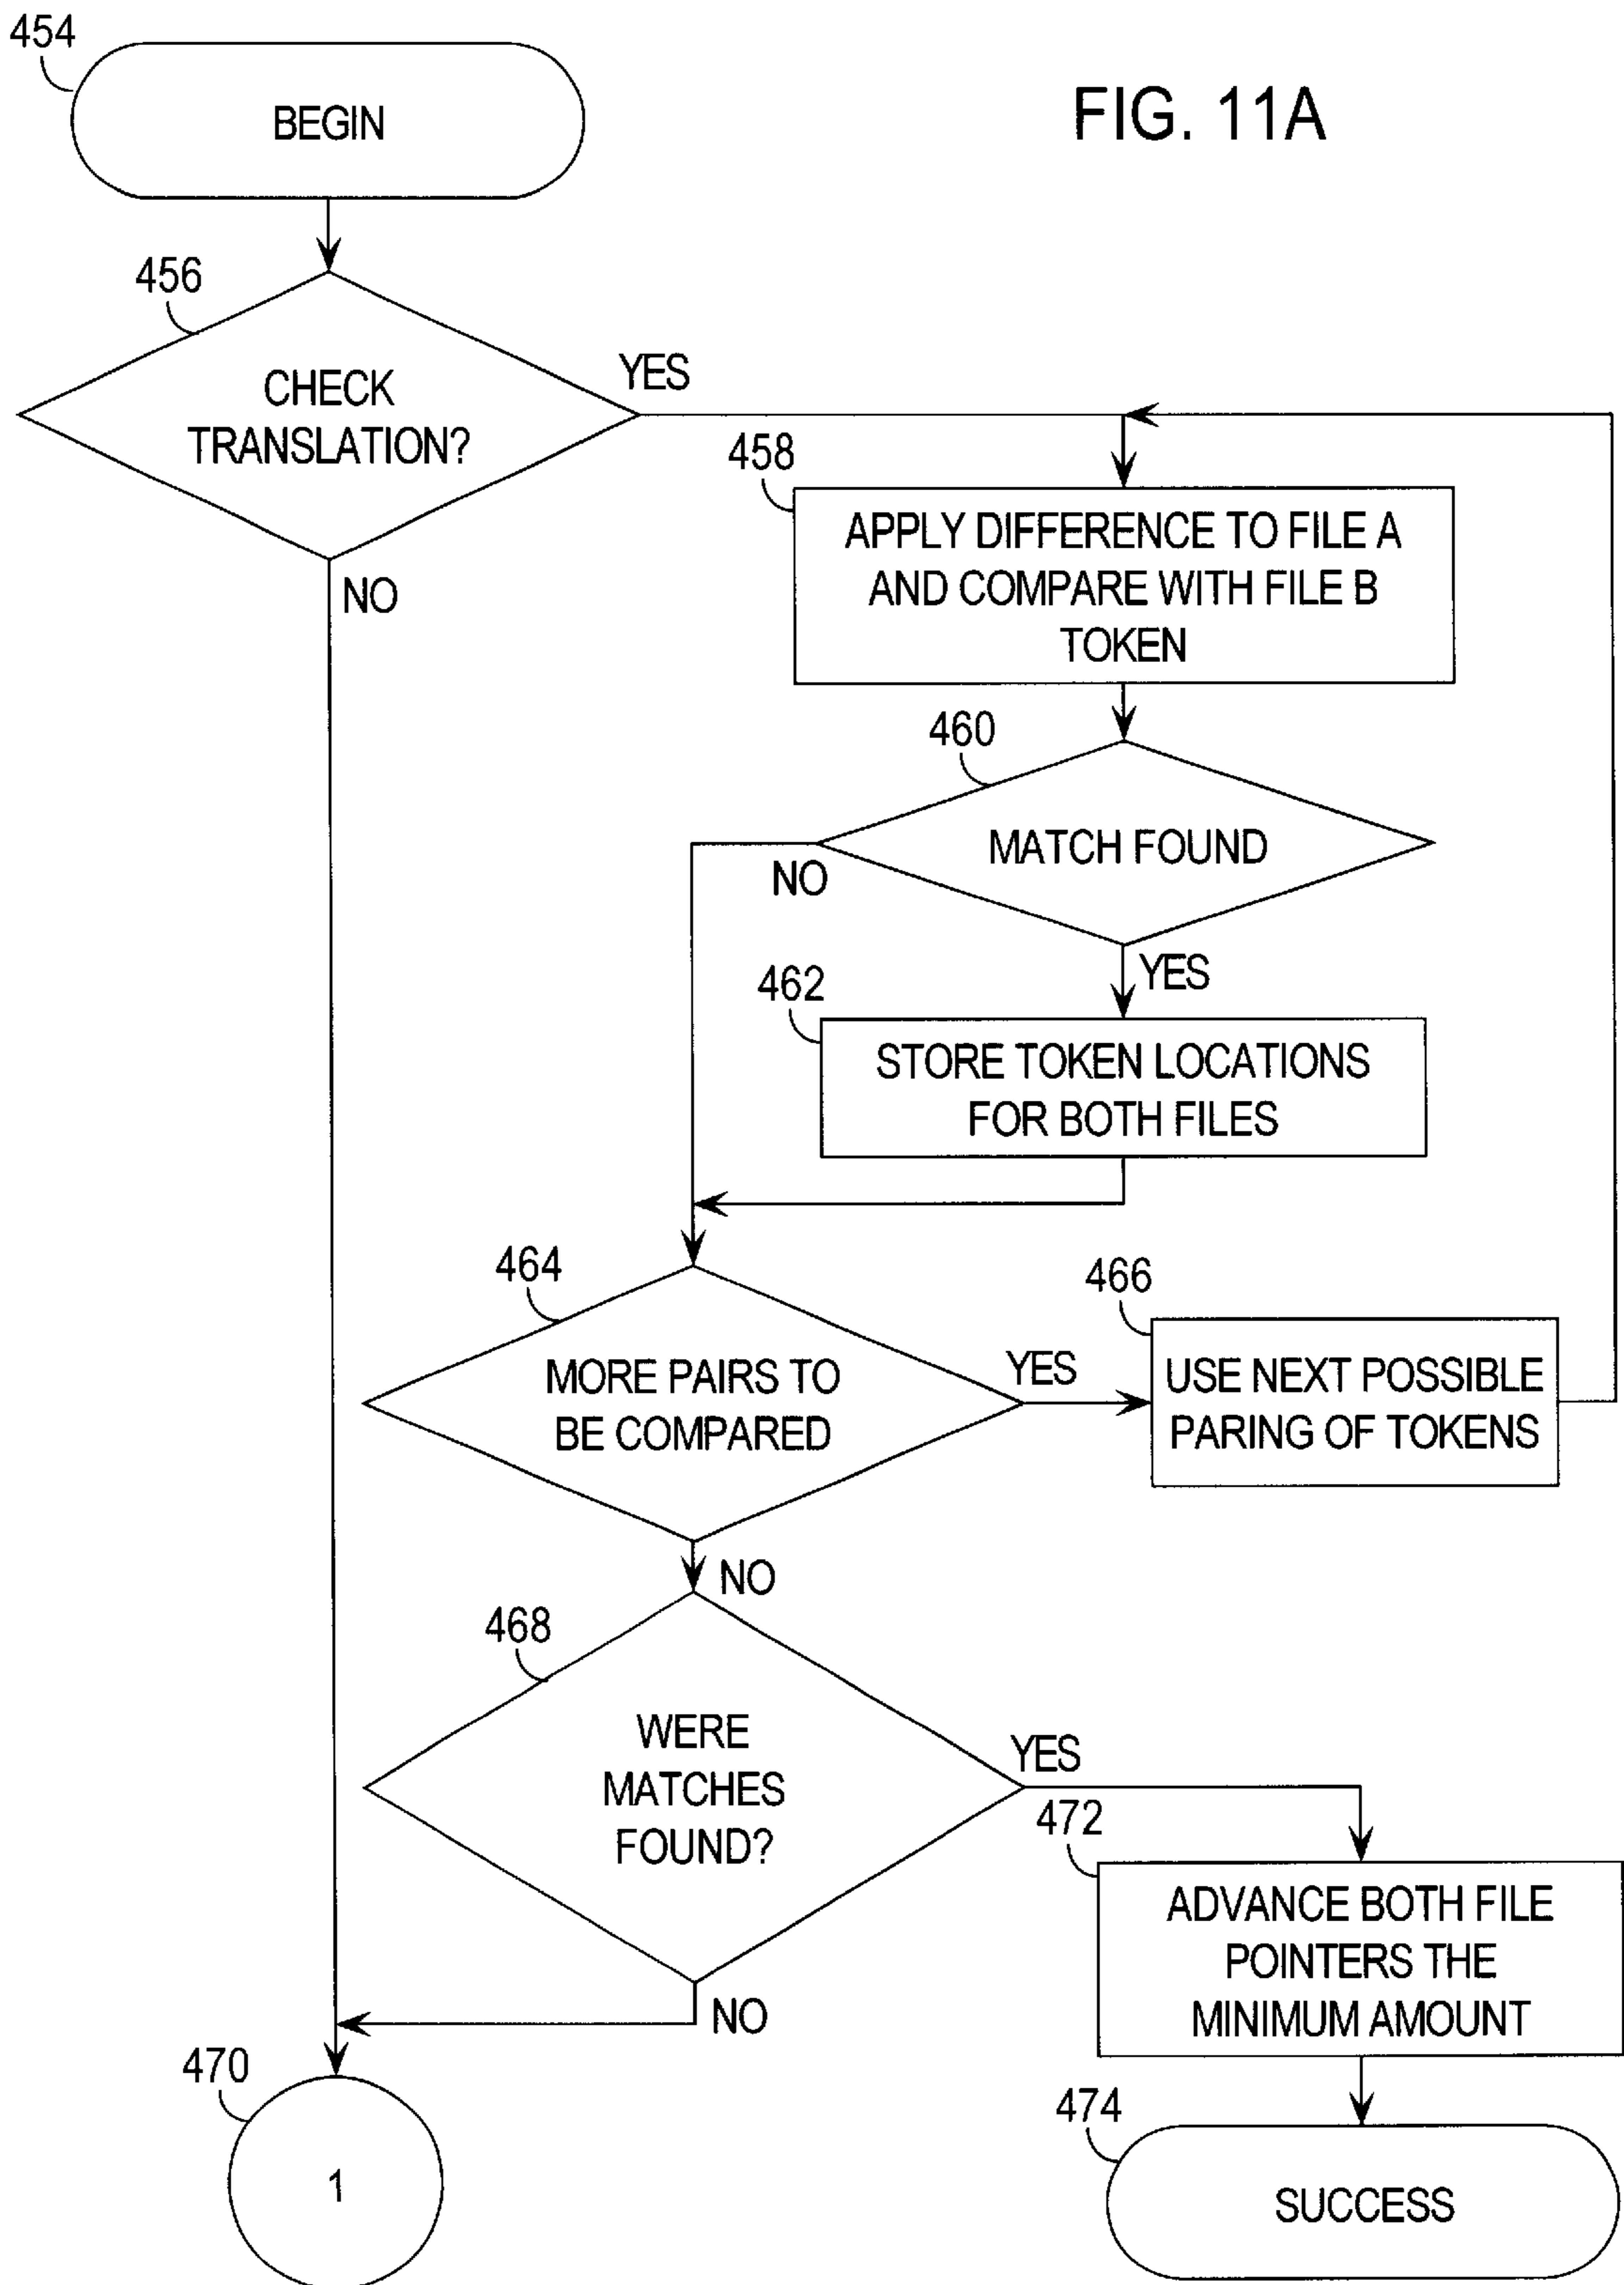 454
BEGIN
FIG. 11A
456
CHECK
TRANSLATION?
YES
NO
458
APPLY DIFFERENCE TO FILE A
AND COMPARE WITH FILE B
TOKEN
460
MATCH FOUND
NO
YES
462
STORE TOKEN LOCATIONS
FOR BOTH FILES
464
MORE PAIRS TO
BE COMPARED
YES
466
USE NEXT POSSIBLE
PARING OF TOKENS
NO
468
WERE
MATCHES
FOUND?
YES
NO
472
ADVANCE BOTH FILE
POINTERS THE
MINIMUM AMOUNT
470
1
474
SUCCESS